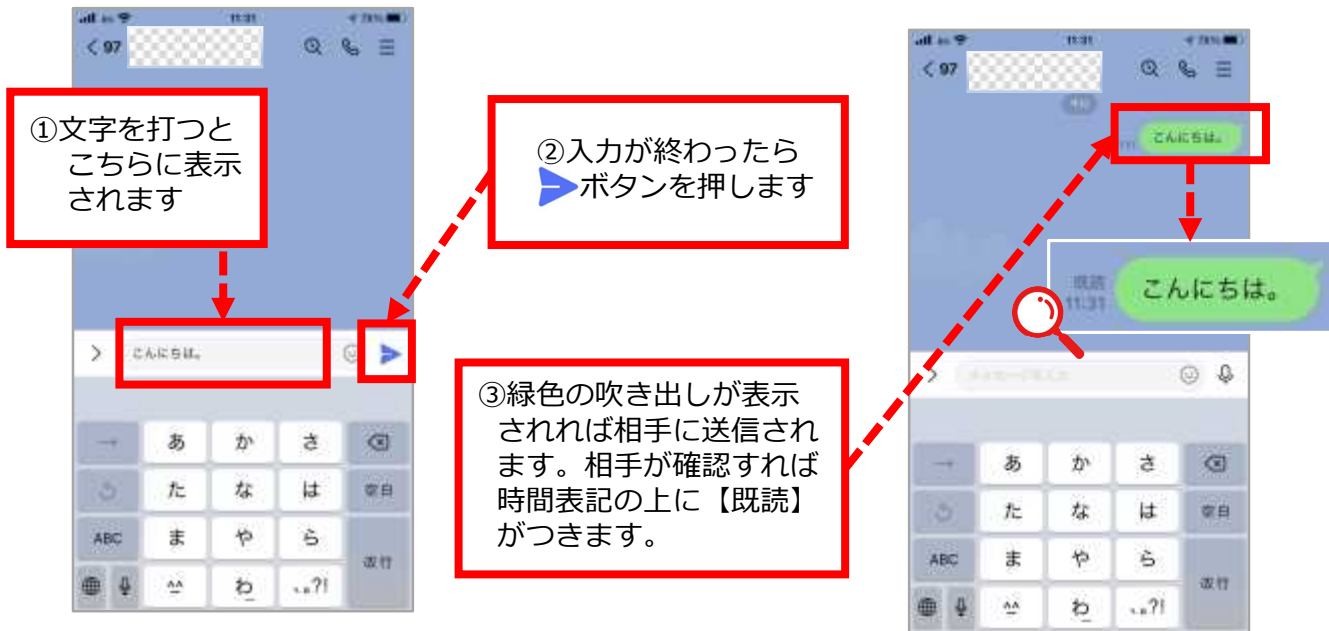 11:31
97
①文字を打つと
こちらに表示
されます
こんにちは。
→
あ
か
さ
た
な
は
空白
ABC
ま
や
ら
改行
^^
わ
、。?!
②入力が終わったら
ボタンを押します
③緑色の吹き出しが表示
されれば相手に送信され
ます。相手が確認すれば
時間表記の上に【既読】
がつきます。
11:31
97
今日
こんにちは。
既読
11:31
こんにちは。
→
あ
か
さ
た
な
は
空白
ABC
ま
や
ら
改行
^^
わ
、。?!